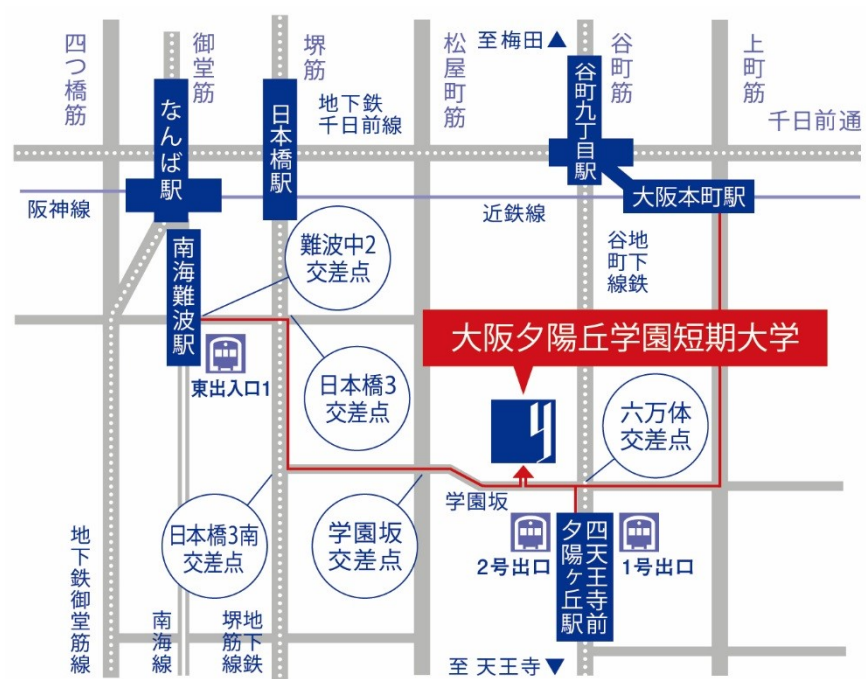 四つ橋筋
御堂筋
堺筋
松屋町筋
至梅田▲
谷町筋
上町筋
なんば駅
日本橋駅
地下鉄
千日前線
谷町九丁目駅
千日前通
阪神線
近鉄線
大阪本町駅
南海難波駅
難波中2
交差点
地下鉄
谷町線
大阪夕陽丘学園短期大学
東出入口1
日本橋3
交差点
六万体
交差点
学園坂
日本橋3南
交差点
学園坂
交差点
2号出口
四天王寺前
夕陽ヶ丘駅
1号出口
地下鉄御堂筋線
南海線
地下鉄
堺筋線
至 天王寺▼